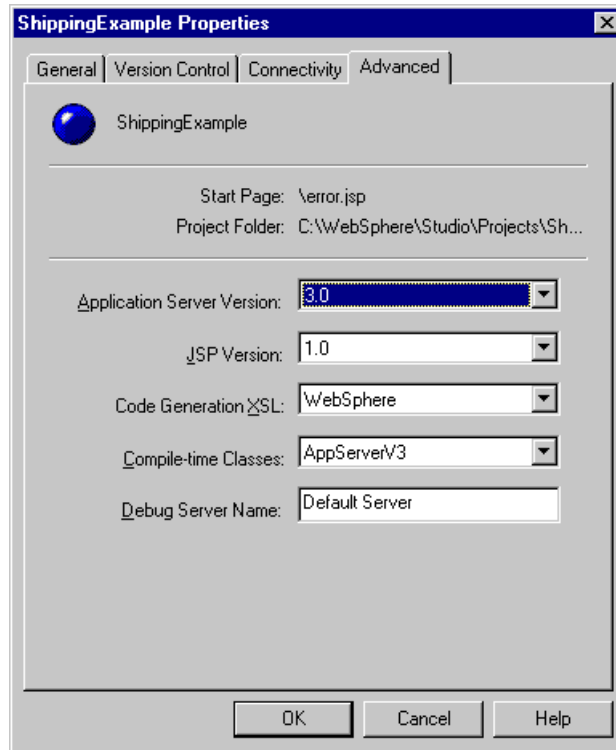 ShippingExample Properties
General Version Control Connectivity Advanced
ShippingExample
Start Page: \error.jsp
Project Folder: C:\WebSphere\Studio\Projects\Sh...
Application Server Version: 3.0
JSP Version: 1.0
Code Generation XSL: WebSphere
Compile-time Classes: AppServerV3
Debug Server Name: Default Server
OK Cancel Help